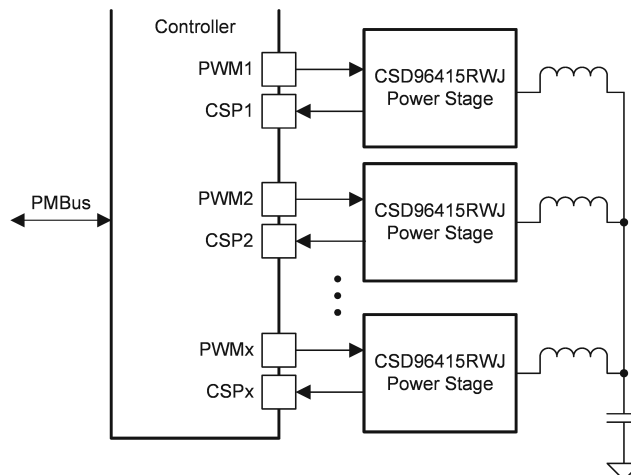 Controller
PWM1
CSP1
CSD96415RWJ
Power Stage
PMBus
PWM2
CSP2
CSD96415RWJ
Power Stage
PWMx
CSPx
CSD96415RWJ
Power Stage